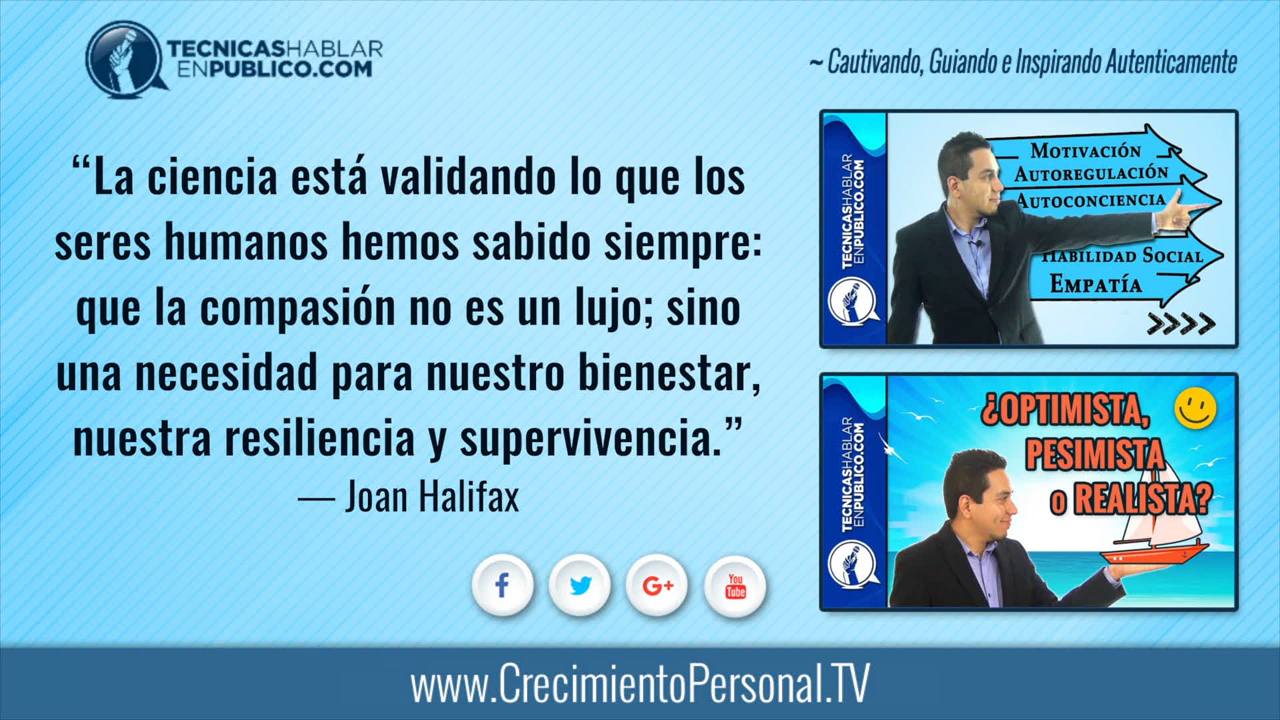 TECNICASHABLAR
ENPUBLICO.COM
~ Cautivando, Guiando e Inspirando Autenticamente
“La ciencia está validando lo que los
seres humanos hemos sabido siempre:
que la compasión no es un lujo; sino
una necesidad para nuestro bienestar,
nuestra resiliencia y supervivencia.”
— Joan Halifax
TECNICASHABLAR
ENPUBLICO.COM
MOTIVACIÓN
AUTOREGULACIÓN
AUTOCONCIENCIA
HABILIDAD SOCIAL
EMPATÍA
TECNICASHABLAR
ENPUBLICO.COM
¿OPTIMISTA,
PESIMISTA
O REALISTA?
f
G+
You
Tube
www.CrecimientoPersonal.TV